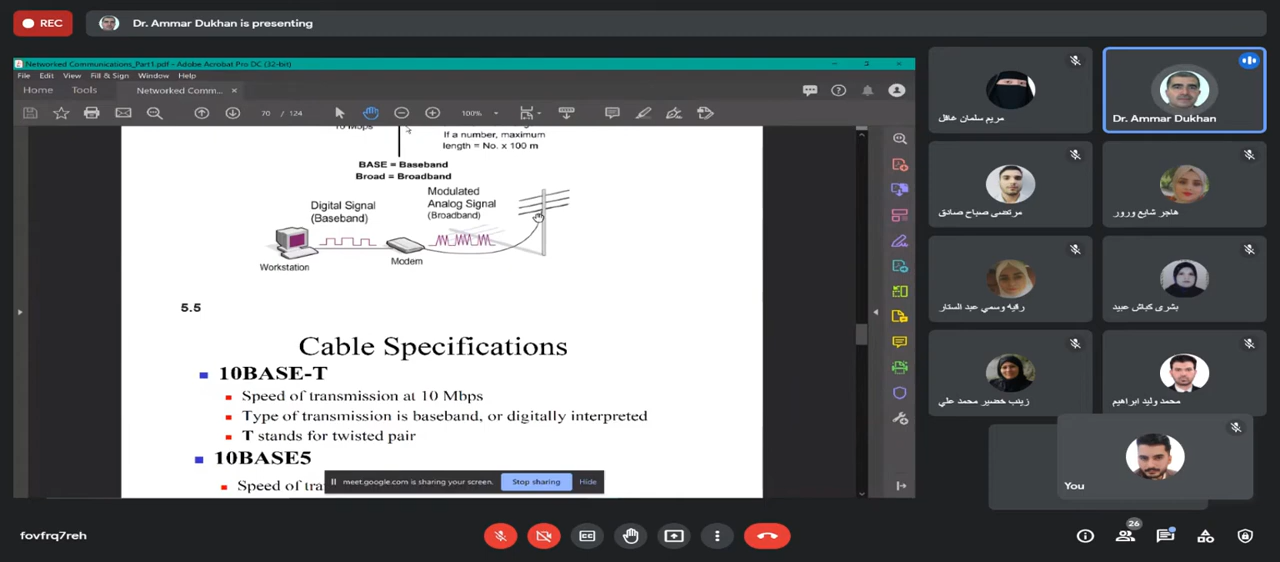 REC
Dr. Ammar Dukhan is presenting
Networked Communications_Part1.pdf - Adobe Acrobat Pro DC (32-bit)
File Edit View Fill & Sign Window Help
Home Tools Networked Comm... ×
70 / 124
100%
10 Mbps
If a number, maximum
length = No. x 100 m
BASE = Baseband
Broad = Broadband
Digital Signal
(Baseband)
Modulated
Analog Signal
(Broadband)
Workstation
Modem
5.5
Cable Specifications
10BASE-T
Speed of transmission at 10 Mbps
Type of transmission is baseband, or digitally interpreted
T stands for twisted pair
10BASE5
Speed of tra
meet.google.com is sharing your screen.
Stop sharing
Hide
مريم سلمان عاقل
Dr. Ammar Dukhan
مرتضى صباح صادق
هاجر شايع ورور
رقيه وسمي عبد الستار
بشرى كباش عبيد
زينب خضير محمد علي
محمد وليد ابراهيم
You
fovfrq7reh
26